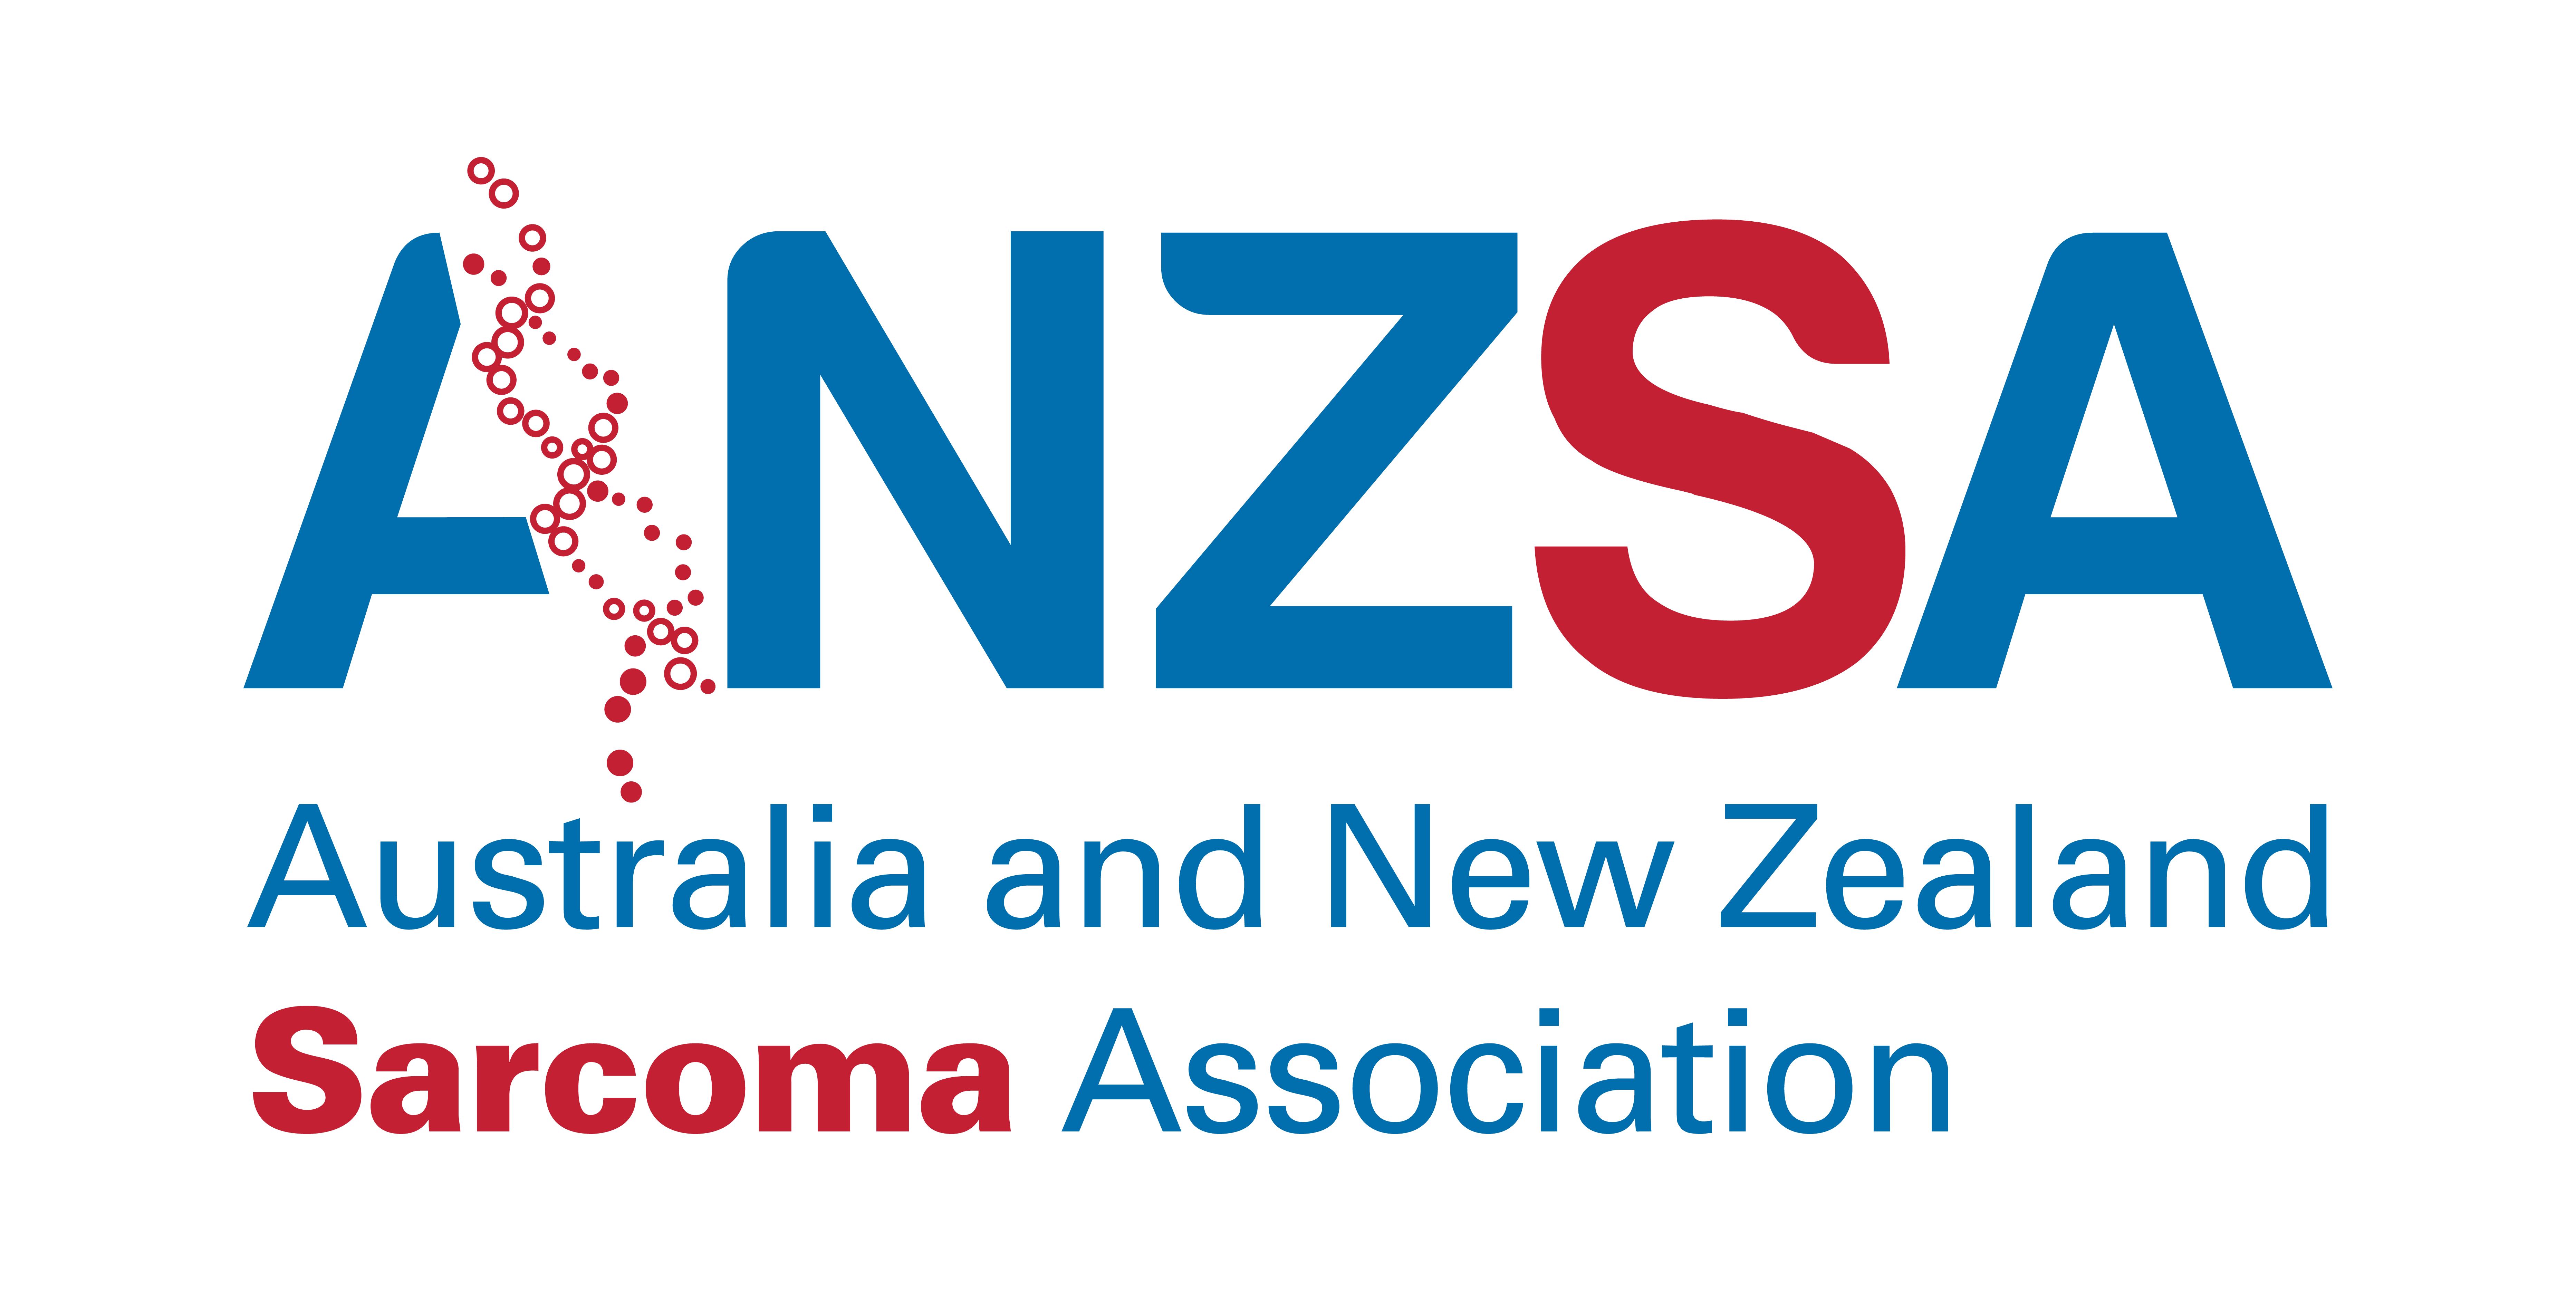 ANZSA
Australia and New Zealand
Sarcoma Association